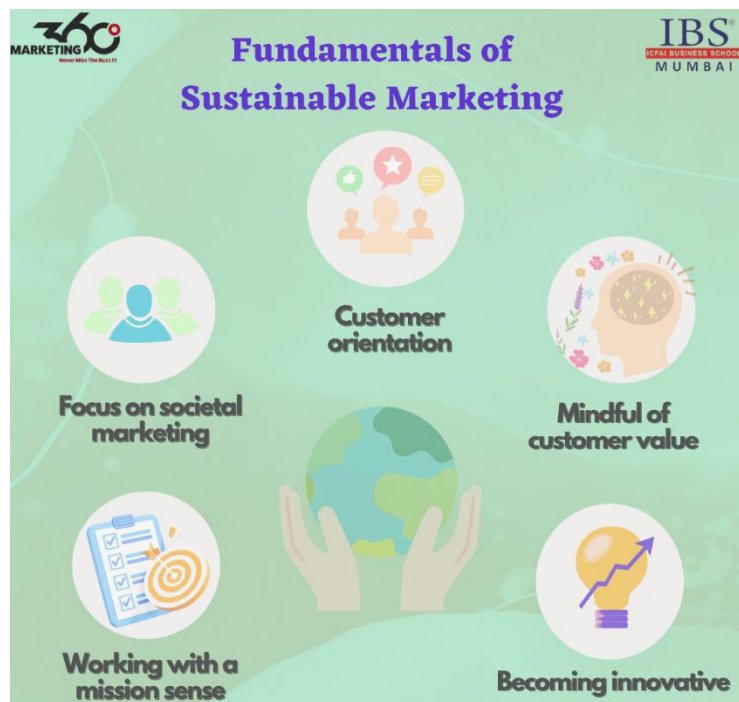 MARKETING 360°
Never Miss The Buzz !!!
IBS®
ICFAI BUSINESS SCHOOL
MUMBAI
Fundamentals of
Sustainable Marketing
Customer
orientation
Focus on societal
marketing
Mindful of
customer value
Working with a
mission sense
Becoming innovative